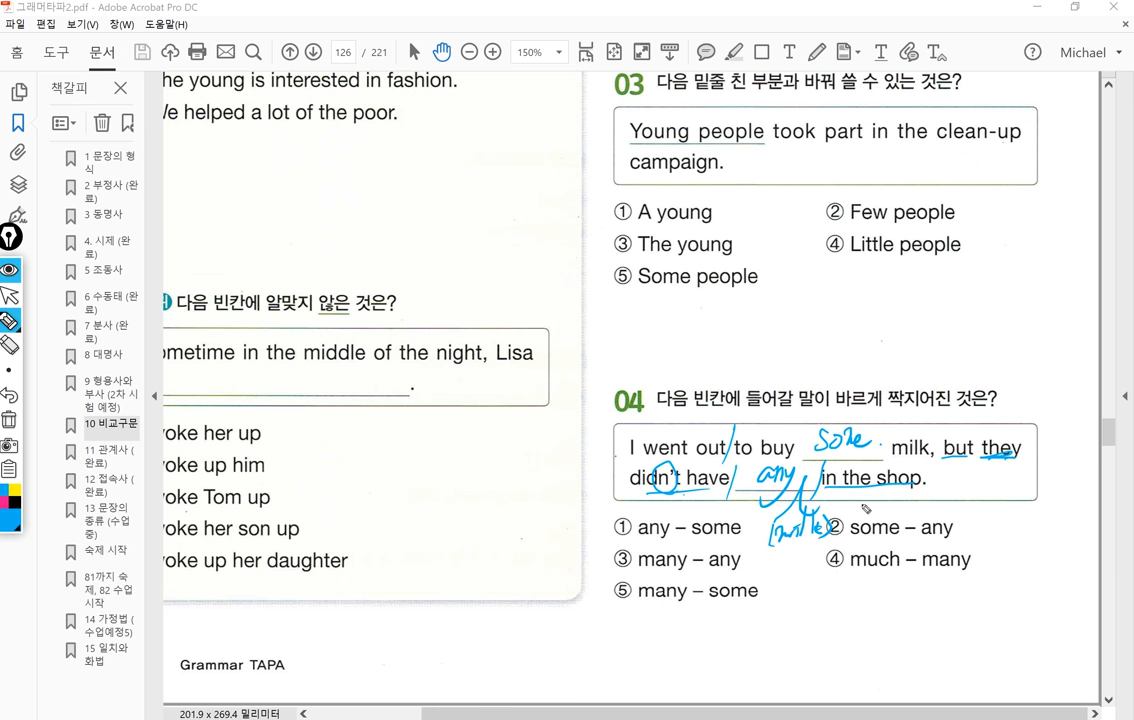 그래머타파2.pdf - Adobe Acrobat Pro DC
파일 편집 보기(V) 창(W) 도움말(H)
홈 도구 문서
126 / 221
150%
Michael
책갈피
1 문장의 형
식
2 부정사 (완
료)
3 동명사
4. 시제 (완
료)
5 조동사
6 수동태 (완
료)
7 분사 (완
료)
8 대명사
9 형용사와
부사 (2차 시
험 예정)
10 비교구문
11 관계사 (
완료)
12 접속사 (
완료)
13 문장의
종류 (수업
중)
숙제 시작
81까지 숙
제, 82 수업
시작
14 가정법 (
수업예정5)
15 일치와
화법
he young is interested in fashion.
We helped a lot of the poor.
다음 빈칸에 알맞지 않은 것은?
ometime in the middle of the night, Lisa
.
oke her up
oke up him
oke Tom up
oke her son up
oke up her daughter
Grammar TAPA
03 다음 밑줄 친 부분과 바꿔 쓸 수 있는 것은?
Young people took part in the clean-up
campaign.
① A young ② Few people
③ The young ④ Little people
⑤ Some people
04 다음 빈칸에 들어갈 말이 바르게 짝지어진 것은?
I went out / to buy some milk, but they
didn't have / any / in the shop.
(milk)
① any – some ② some – any
③ many – any ④ much – many
⑤ many – some
201.9 x 269.4 밀리미터